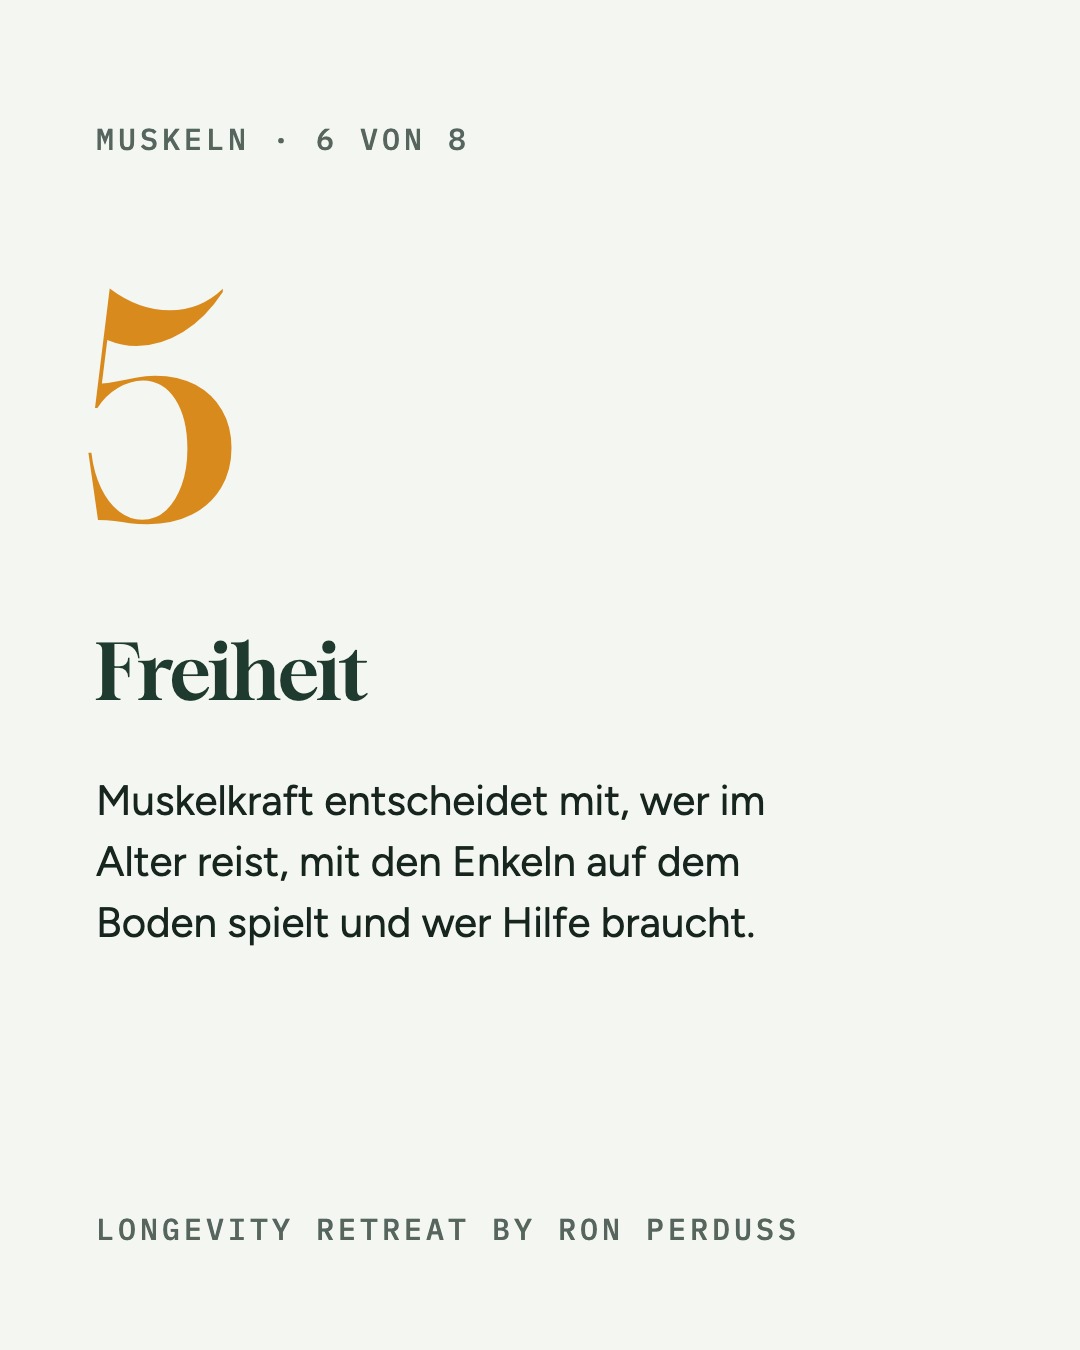 MUSKELN · 6 VON 8
5
Freiheit
Muskelkraft entscheidet mit, wer im
Alter reist, mit den Enkeln auf dem
Boden spielt und wer Hilfe braucht.
LONGEVITY RETREAT BY RON PERDUSS